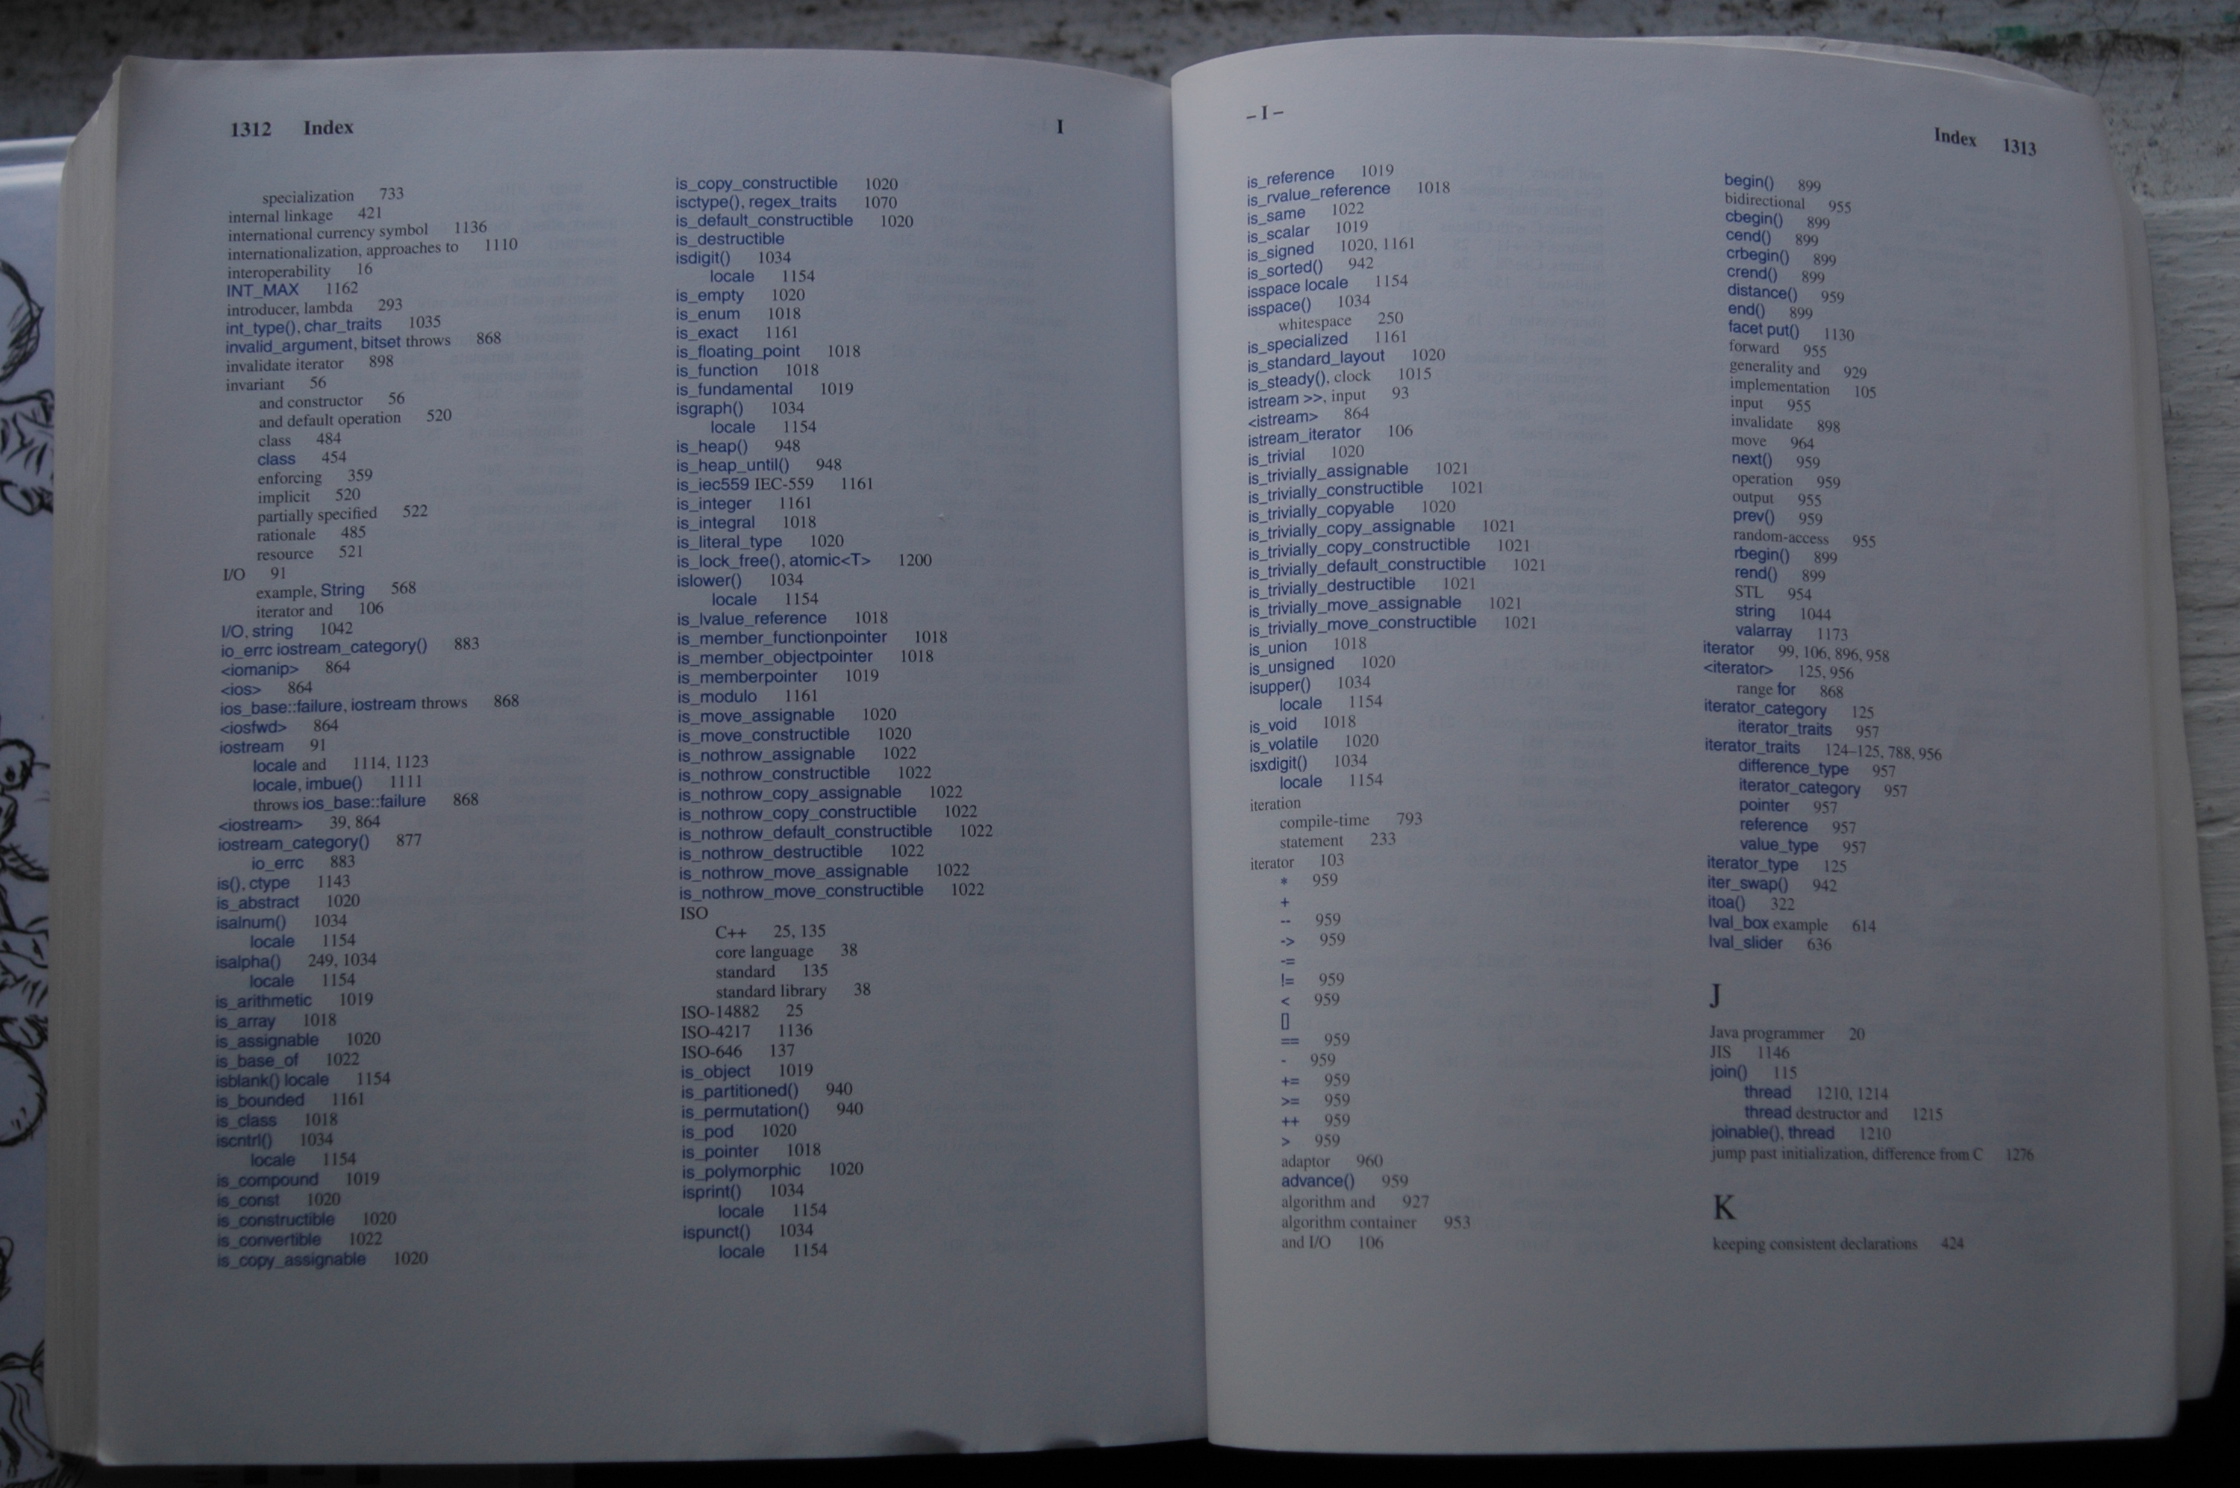 1312 Index I
specialization 733
internal linkage 421
international currency symbol 1136
internationalization, approaches to 1110
interoperability 16
INT_MAX 1162
introducer, lambda 293
int_type(), char_traits 1035
invalid_argument, bitset throws 868
invalidate iterator 898
invariant 56
and constructor 56
and default operation 520
class 484
class 454
enforcing 359
implicit 520
partially specified 522
rationale 485
resource 521
I/O 91
example, String 568
iterator and 106
I/O, string 1042
io_errc iostream_category() 883
<iomanip> 864
<ios> 864
ios_base::failure, iostream throws 868
<iosfwd> 864
iostream 91
locale and 1114, 1123
locale, imbue() 1111
throws ios_base::failure 868
<iostream> 39, 864
iostream_category() 877
io_errc 883
is(), ctype 1143
is_abstract 1020
isalnum() 1034
locale 1154
isalpha() 249, 1034
locale 1154
is_arithmetic 1019
is_array 1018
is_assignable 1020
is_base_of 1022
isblank() locale 1154
is_bounded 1161
is_class 1018
iscntrl() 1034
locale 1154
is_compound 1019
is_const 1020
is_constructible 1020
is_convertible 1022
is_copy_assignable 1020
is_copy_constructible 1020
isctype(), regex_traits 1070
is_default_constructible 1020
is_destructible
isdigit() 1034
locale 1154
is_empty 1020
is_enum 1018
is_exact 1161
is_floating_point 1018
is_function 1018
is_fundamental 1019
isgraph() 1034
locale 1154
is_heap() 948
is_heap_until() 948
is_iec559 IEC-559 1161
is_integer 1161
is_integral 1018
is_literal_type 1020
is_lock_free(), atomic<T> 1200
islower() 1034
locale 1154
is_lvalue_reference 1018
is_member_functionpointer 1018
is_member_objectpointer 1018
is_memberpointer 1019
is_modulo 1161
is_move_assignable 1020
is_move_constructible 1020
is_nothrow_assignable 1022
is_nothrow_constructible 1022
is_nothrow_copy_assignable 1022
is_nothrow_copy_constructible 1022
is_nothrow_default_constructible 1022
is_nothrow_destructible 1022
is_nothrow_move_assignable 1022
is_nothrow_move_constructible 1022
ISO
C++ 25, 135
core language 38
standard 135
standard library 38
ISO-14882 25
ISO-4217 1136
ISO-646 137
is_object 1019
is_partitioned() 940
is_permutation() 940
is_pod 1020
is_pointer 1018
is_polymorphic 1020
isprint() 1034
locale 1154
ispunct() 1034
locale 1154
– I –
Index 1313
is_reference 1019
is_rvalue_reference 1018
is_same 1022
is_scalar 1019
is_signed 1020, 1161
is_sorted() 942
isspace locale 1154
isspace() 1034
whitespace 250
is_specialized 1161
is_standard_layout 1020
is_steady(), clock 1015
istream >>, input 93
<istream> 864
istream_iterator 106
is_trivial 1020
is_trivially_assignable 1021
is_trivially_constructible 1021
is_trivially_copyable 1020
is_trivially_copy_assignable 1021
is_trivially_copy_constructible 1021
is_trivially_default_constructible 1021
is_trivially_destructible 1021
is_trivially_move_assignable 1021
is_trivially_move_constructible 1021
is_union 1018
is_unsigned 1020
isupper() 1034
locale 1154
is_void 1018
is_volatile 1020
isxdigit() 1034
locale 1154
iteration
compile-time 793
statement 233
iterator 103
* 959
+
-- 959
-> 959
-=
!= 959
< 959
[]
== 959
- 959
+= 959
>= 959
++ 959
> 959
adaptor 960
advance() 959
algorithm and 927
algorithm container 953
and I/O 106
begin() 899
bidirectional 955
cbegin() 899
cend() 899
crbegin() 899
crend() 899
distance() 959
end() 899
facet put() 1130
forward 955
generality and 929
implementation 105
input 955
invalidate 898
move 964
next() 959
operation 959
output 955
prev() 959
random-access 955
rbegin() 899
rend() 899
STL 954
string 1044
valarray 1173
iterator 99, 106, 896, 958
<iterator> 125, 956
range for 868
iterator_category 125
iterator_traits 957
iterator_traits 124–125, 788, 956
difference_type 957
iterator_category 957
pointer 957
reference 957
value_type 957
iterator_type 125
iter_swap() 942
itoa() 322
Ival_box example 614
Ival_slider 636
J
Java programmer 20
JIS 1146
join() 115
thread 1210, 1214
thread destructor and 1215
joinable(), thread 1210
jump past initialization, difference from C 1276
K
keeping consistent declarations 424